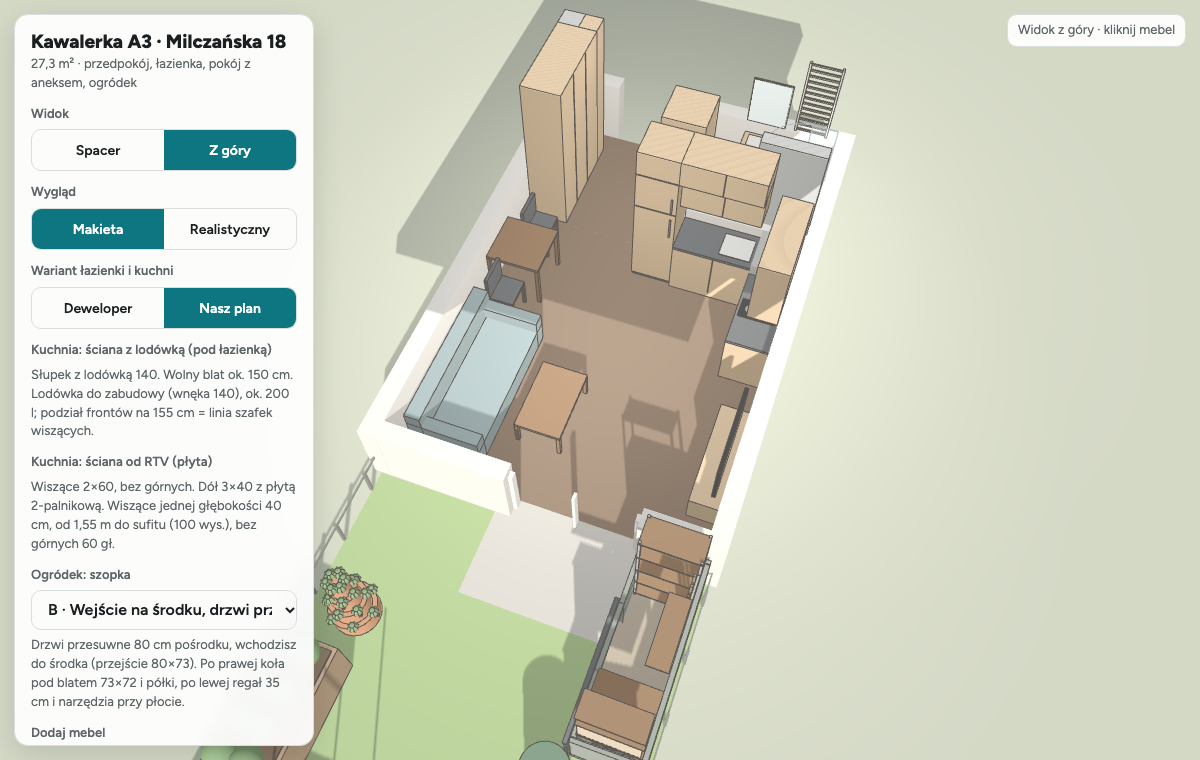 Kawalerka A3 · Milczańska 18
27,3 m² · przedpokój, łazienka, pokój z
aneksem, ogródek
Widok
Spacer
Z góry
Wygląd
Makieta
Realistyczny
Wariant łazienki i kuchni
Deweloper
Nasz plan
Kuchnia: ściana z lodówką (pod łazienką)
Słupek z lodówką 140. Wolny blat ok. 150 cm.
Lodówka do zabudowy (wnęka 140), ok. 200
l; podział frontów na 155 cm = linia szafek
wiszących.
Kuchnia: ściana od RTV (płyta)
Wiszące 2×60, bez górnych. Dół 3×40 z płytą
2-palnikową. Wiszące jednej głębokości 40
cm, od 1,55 m do sufitu (100 wys.), bez
górnych 60 gł.
Ogródek: szopka
B · Wejście na środku, drzwi prz
Drzwi przesuwne 80 cm pośrodku, wchodzisz
do środka (przejście 80×73). Po prawej koła
pod blatem 73×72 i półki, po lewej regał 35
cm i narzędzia przy płocie.
Dodaj mebel
Widok z góry · kliknij mebel